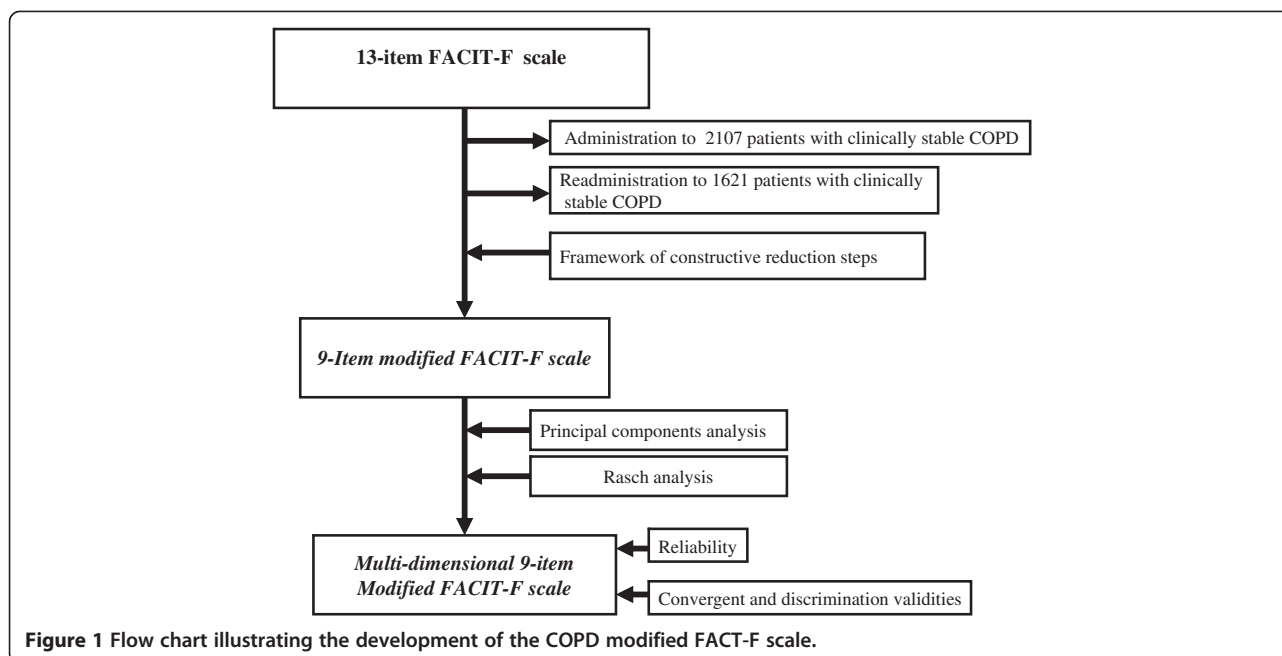 13-item FACIT-F scale
Administration to 2107 patients with clinically stable COPD
Readministration to 1621 patients with clinically
stable COPD
Framework of constructive reduction steps
9-Item modified FACIT-F scale
Principal components analysis
Rasch analysis
Multi-dimensional 9-item
Modified FACIT-F scale
Reliability
Convergent and discrimination validities
Figure 1 Flow chart illustrating the development of the COPD modified FACT-F scale.